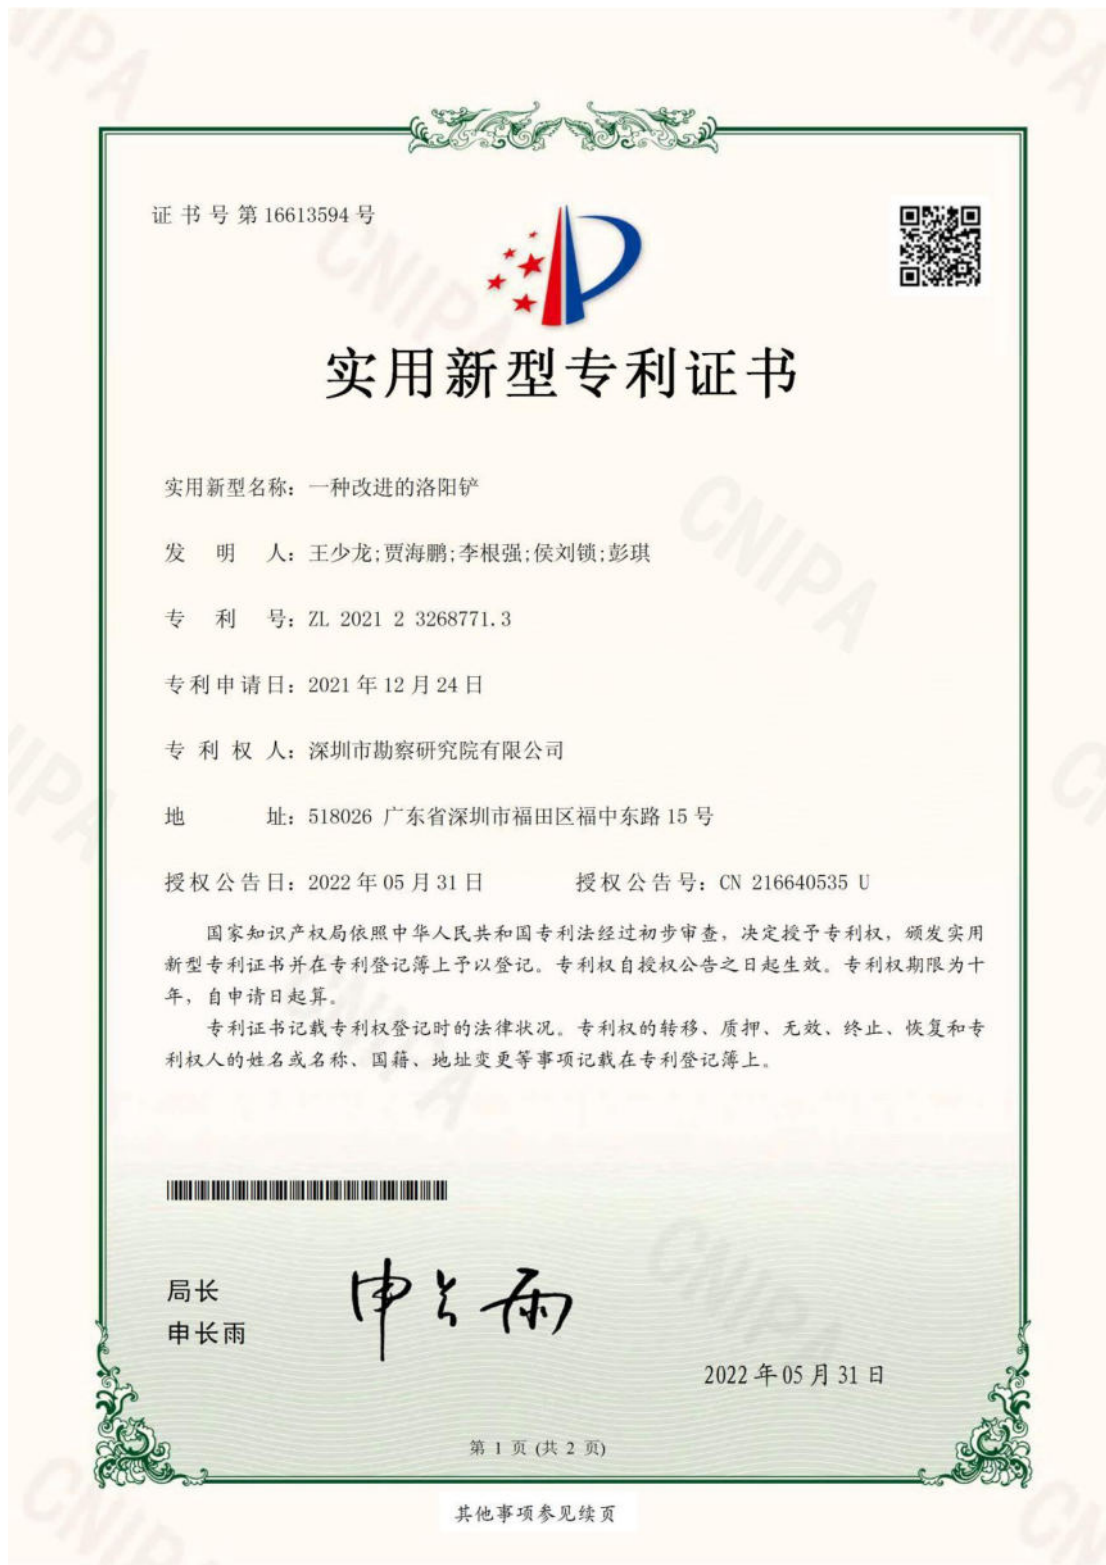 证书号第16613594号
实用新型专利证书
实用新型名称：一种改进的洛阳铲
发明人：王少龙;贾海鹏;李根强;侯刘锁;彭琪
专利号：ZL 2021 2 3268771.3
专利申请日：2021年12月24日
专利权人：深圳市勘察研究院有限公司
地址：518026 广东省深圳市福田区福中东路15号
授权公告日：2022年05月31日 授权公告号：CN 216640535 U
国家知识产权局依照中华人民共和国专利法经过初步审查，决定授予专利权，颁发实用
新型专利证书并在专利登记簿上予以登记。专利权自授权公告之日起生效。专利权期限为十
年，自申请日起算。
专利证书记载专利权登记时的法律状况。专利权的转移、质押、无效、终止、恢复和专
利权人的姓名或名称、国籍、地址变更等事项记载在专利登记簿上。
局长
申长雨
申长雨
2022年05月31日
第 1 页 (共 2 页)
其他事项参见续页
CNIPA
CNIPA
CNIPA
CNIPA
CNIPA